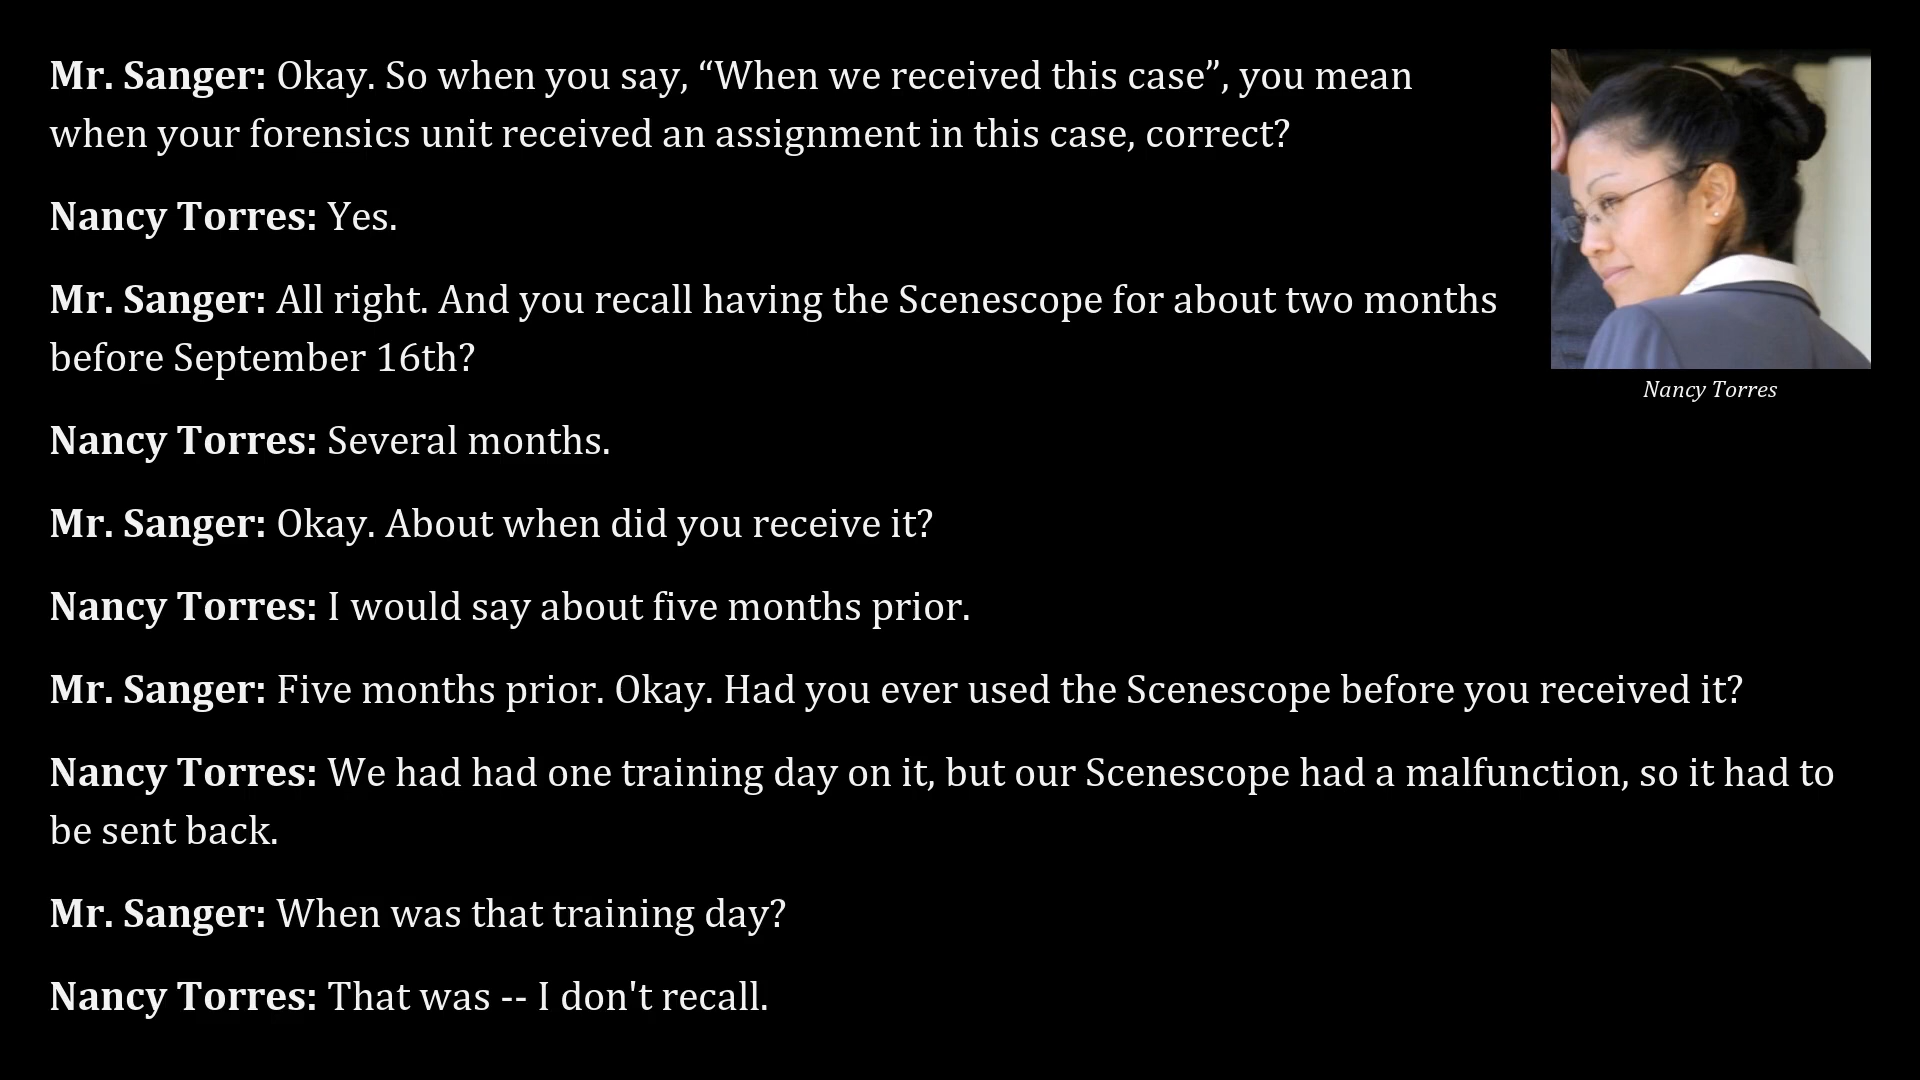 Mr. Sanger: Okay. So when you say, “When we received this case”, you mean
when your forensics unit received an assignment in this case, correct?
Nancy Torres: Yes.
Mr. Sanger: All right. And you recall having the Scenescope for about two months
before September 16th?
Nancy Torres
Nancy Torres: Several months.
Mr. Sanger: Okay. About when did you receive it?
Nancy Torres: I would say about five months prior.
Mr. Sanger: Five months prior. Okay. Had you ever used the Scenescope before you received it?
Nancy Torres: We had had one training day on it, but our Scenescope had a malfunction, so it had to
be sent back.
Mr. Sanger: When was that training day?
Nancy Torres: That was -- I don't recall.